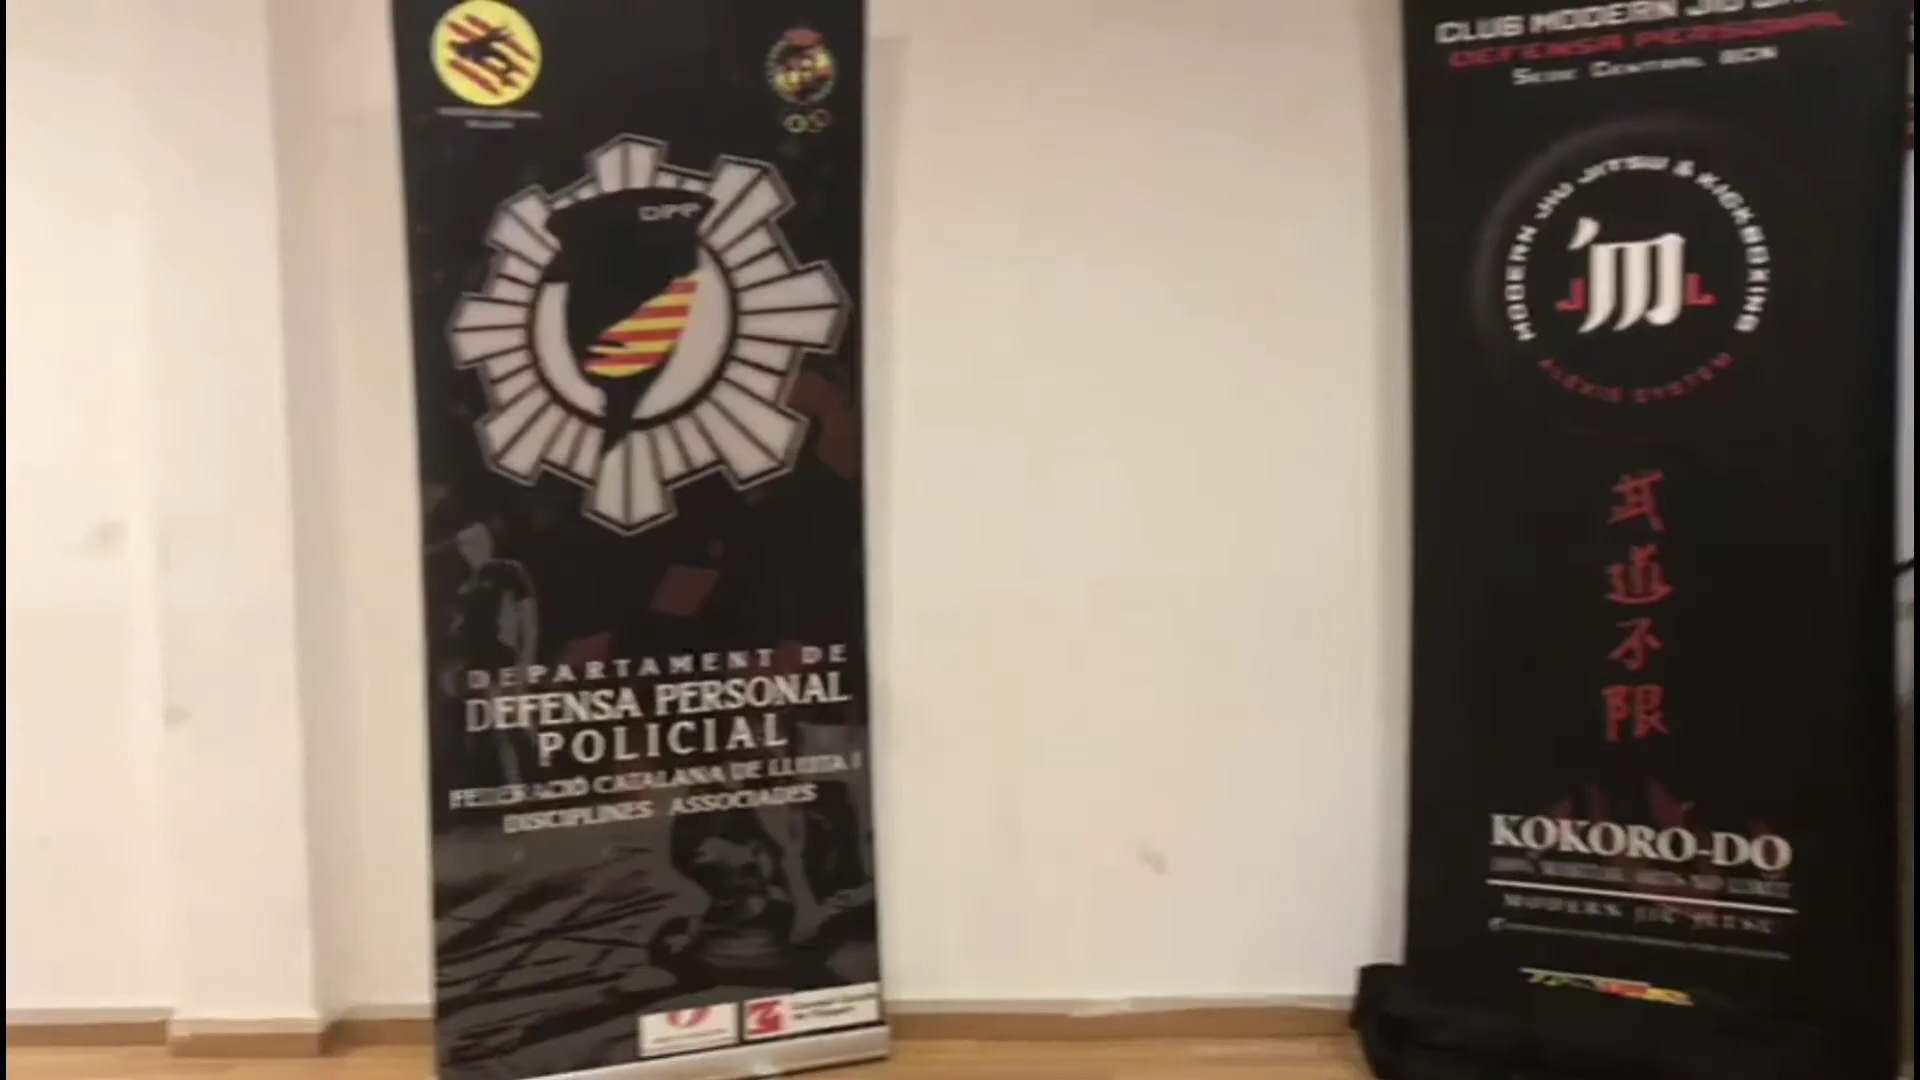 DPP
DEPARTAMENT DE
DEFENSA PERSONAL
POLICIAL
FEDERACIÓ CATALANA DE LLUITA I
DISCIPLINES ASSOCIADES
CLUB MODERN JIU
DEFENSA PERSONAL
SEDE CENTRAL BCN
MODERN JIU JITSU & KICKBOXING
J L
ALEXIS SYSTEM
武
道
不
限
KOKORO-DO
MODERN JIU JITSU